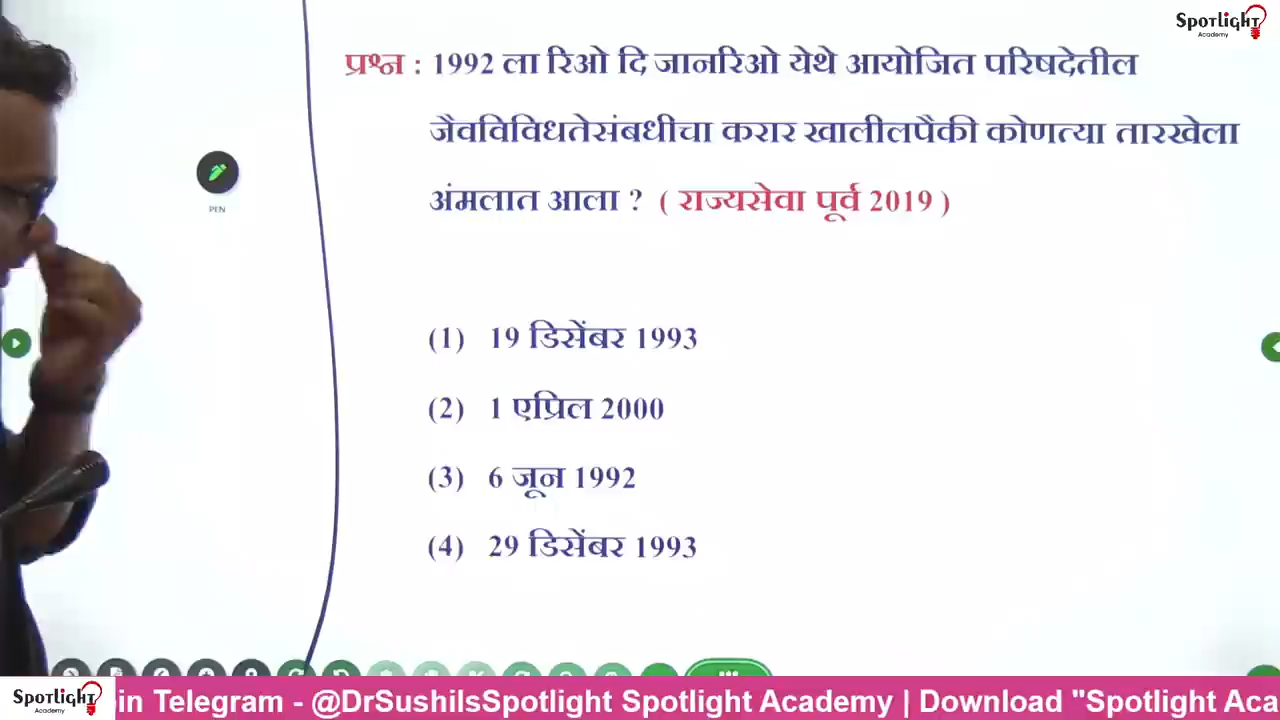 SPOTLIGHT
Academy
प्रश्न : 1992 ला रिओ दि जानरिओ येथे आयोजित परिषदेतील
जैवविविधतेसंबधीचा करार खालीलपैकी कोणत्या तारखेला
अंमलात आला ? ( राज्यसेवा पूर्व 2019 )
PEN
(1) 19 डिसेंबर 1993
(2) 1 एप्रिल 2000
(3) 6 जून 1992
(4) 29 डिसेंबर 1993
SPOTLIGHT
Academy
in Telegram - @DrSushilsSpotlight Spotlight Academy | Download "Spotlight Aca